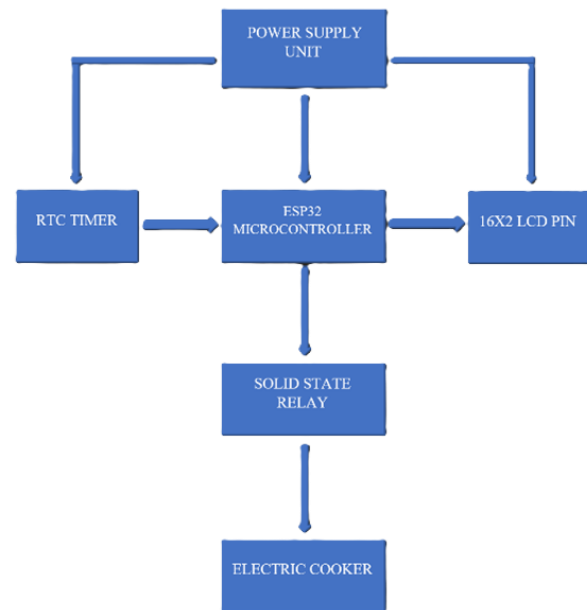 POWER SUPPLY
UNIT
RTC TIMER
ESP32
MICROCONTROLLER
16X2 LCD PIN
SOLID STATE
RELAY
ELECTRIC COOKER